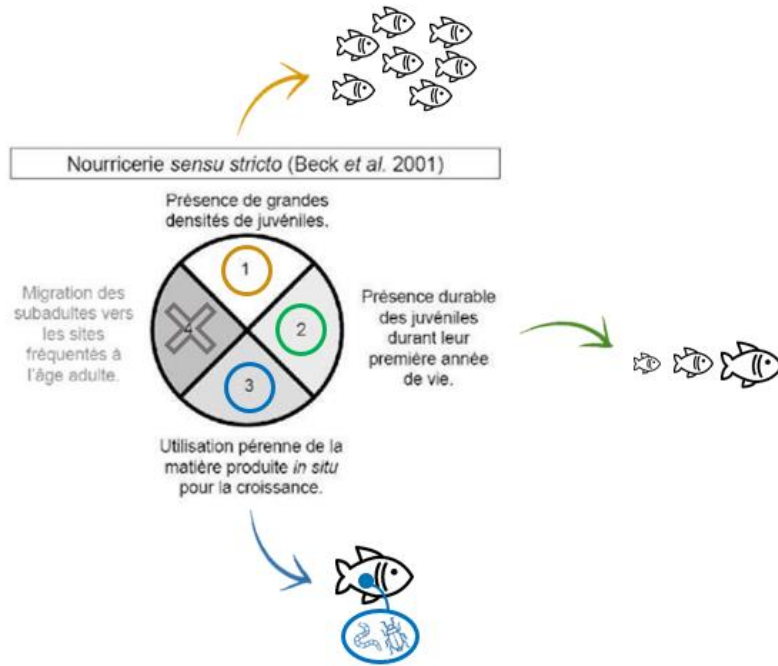 Nourricerie sensu stricto (Beck et al. 2001)
Présence de grandes
densités de juvéniles.
1
Migration des
subadultes vers
les sites
fréquentés à
l'âge adulte.
4
2
Présence durable
des juvéniles
durant leur
première année
de vie.
3
Utilisation pérenne de la
matière produite in situ
pour la croissance.